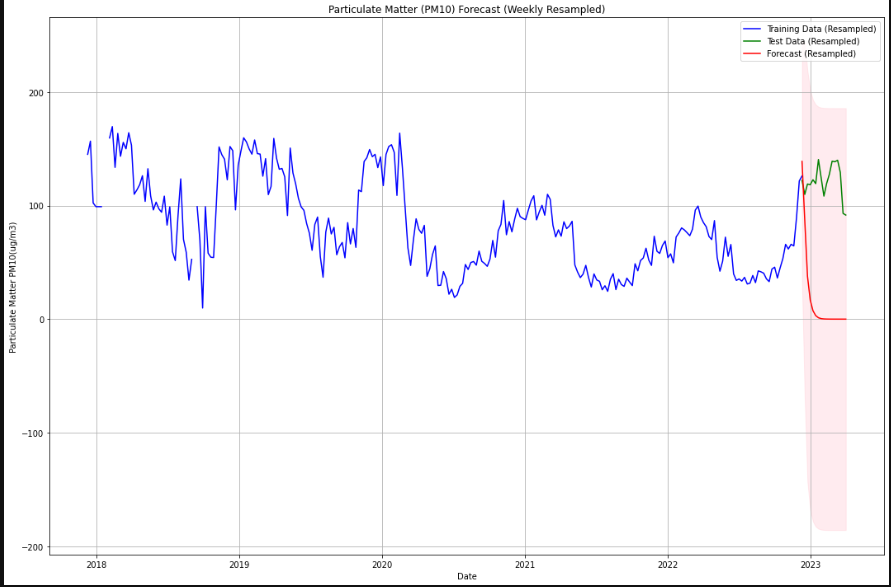 Particulate Matter (PM10) Forecast (Weekly Resampled)
Training Data (Resampled)
Test Data (Resampled)
Forecast (Resampled)
Particulate Matter PM10(ug/m3)
200
100
0
−100
−200
2018
2019
2020
2021
2022
2023
Date